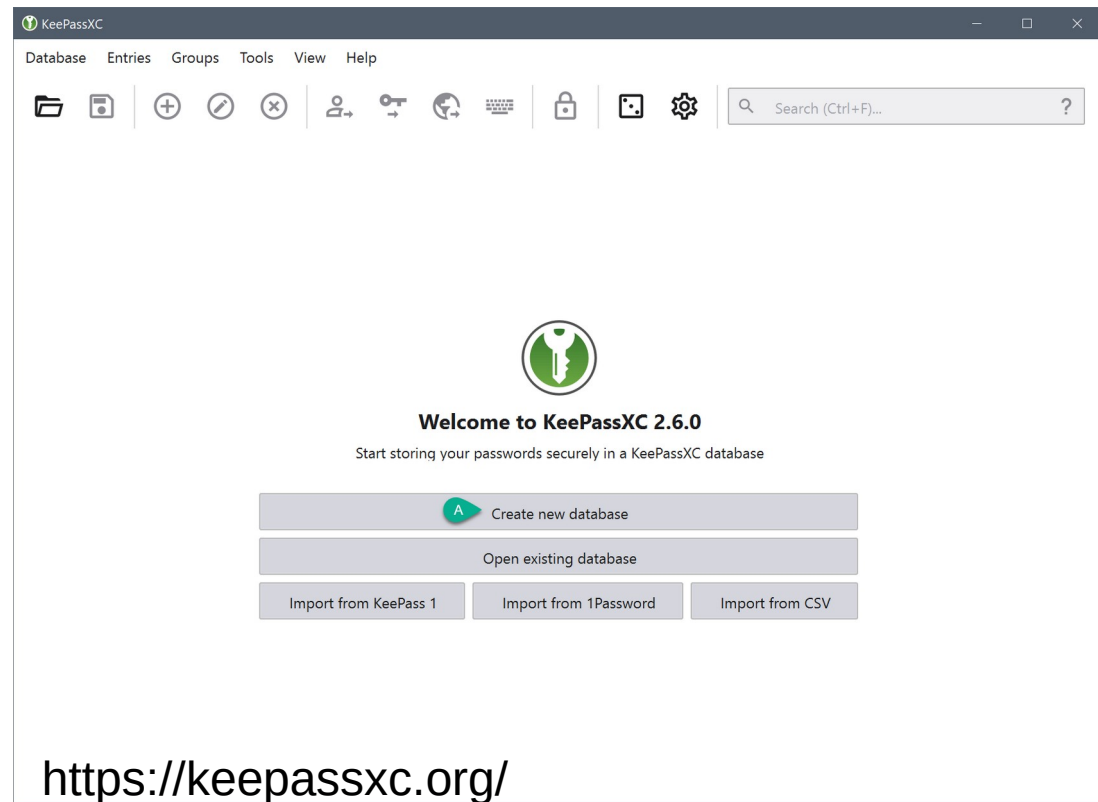 KeePassXC
Database Entries Groups Tools View Help
Search (Ctrl+F)... ?
Welcome to KeePassXC 2.6.0
Start storing your passwords securely in a KeePassXC database
A Create new database
Open existing database
Import from KeePass 1 Import from 1Password Import from CSV
https://keepassxc.org/